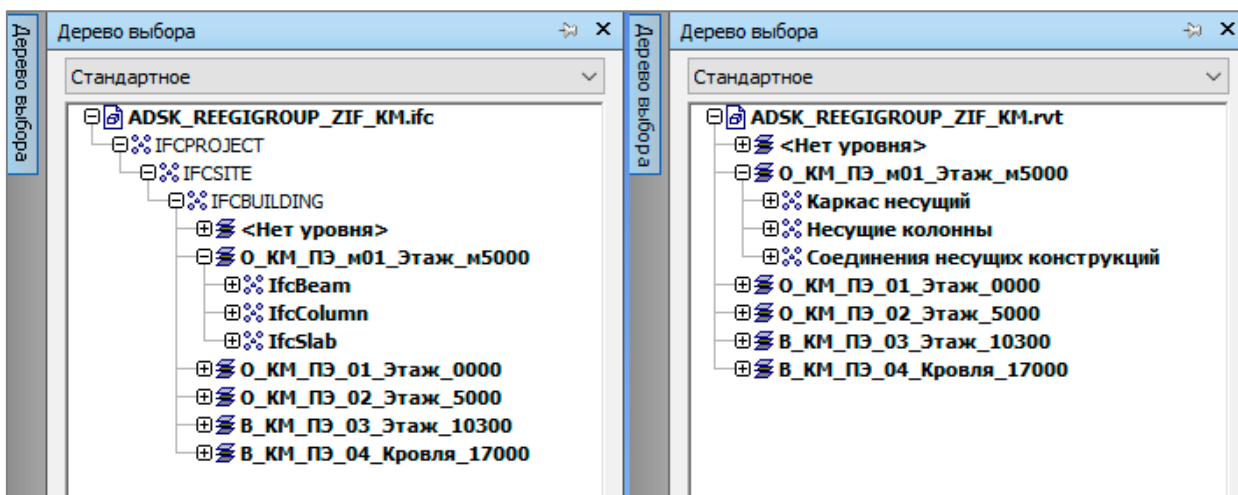 Дерево выбора
Дерево выбора
Стандартное
ADSK_REEGIGROUP_ZIF_KM.ifc
IFCPROJECT
IFCSITE
IFCBUILDING
<Нет уровня>
О_КМ_ПЭ_м01_Этаж_м5000
IfcBeam
IfcColumn
IfcSlab
О_КМ_ПЭ_01_Этаж_0000
О_КМ_ПЭ_02_Этаж_5000
В_КМ_ПЭ_03_Этаж_10300
В_КМ_ПЭ_04_Кровля_17000
Дерево выбора
Дерево выбора
Стандартное
ADSK_REEGIGROUP_ZIF_KM.rvt
<Нет уровня>
О_КМ_ПЭ_м01_Этаж_м5000
Каркас несущий
Несущие колонны
Соединения несущих конструкций
О_КМ_ПЭ_01_Этаж_0000
О_КМ_ПЭ_02_Этаж_5000
В_КМ_ПЭ_03_Этаж_10300
В_КМ_ПЭ_04_Кровля_17000